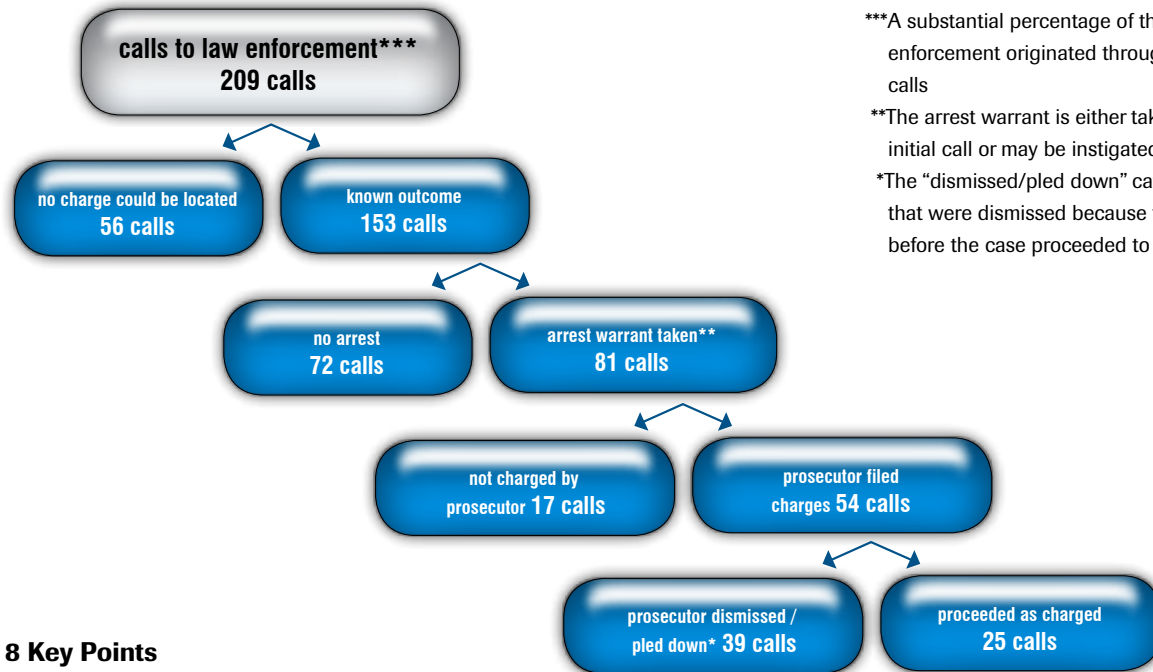 calls to law enforcement***
209 calls
***A substantial percentage of
enforcement originated
calls
**The arrest warrant is either
initial call or may be instigated
*The “dismissed/pled down”
that were dismissed because
before the case proceeded to
no charge could be located
56 calls
known outcome
153 calls
no arrest
72 calls
arrest warrant taken**
81 calls
not charged by
prosecutor 17 calls
prosecutor filed
charges 54 calls
prosecutor dismissed /
pled down* 39 calls
proceeded as charged
25 calls
8 Key Points